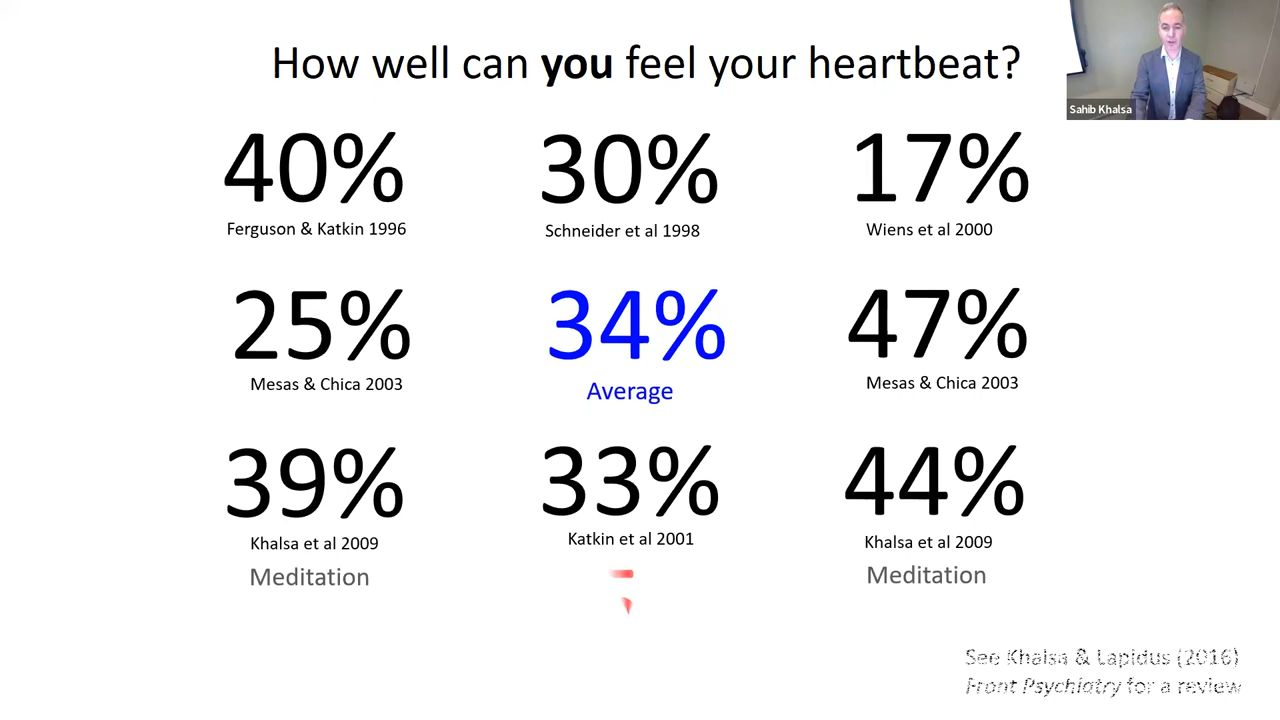 How well can you feel your heartbeat?
Sahib Khalsa
40%
30%
17%
Ferguson & Katkin 1996
Schneider et al 1998
Wiens et al 2000
25%
34%
47%
Mesas & Chica 2003
Average
Mesas & Chica 2003
39%
33%
44%
Khalsa et al 2009
Katkin et al 2001
Khalsa et al 2009
Meditation
Meditation
See Khalsa & Lapidus (2016)
Front Psychiatry for a review